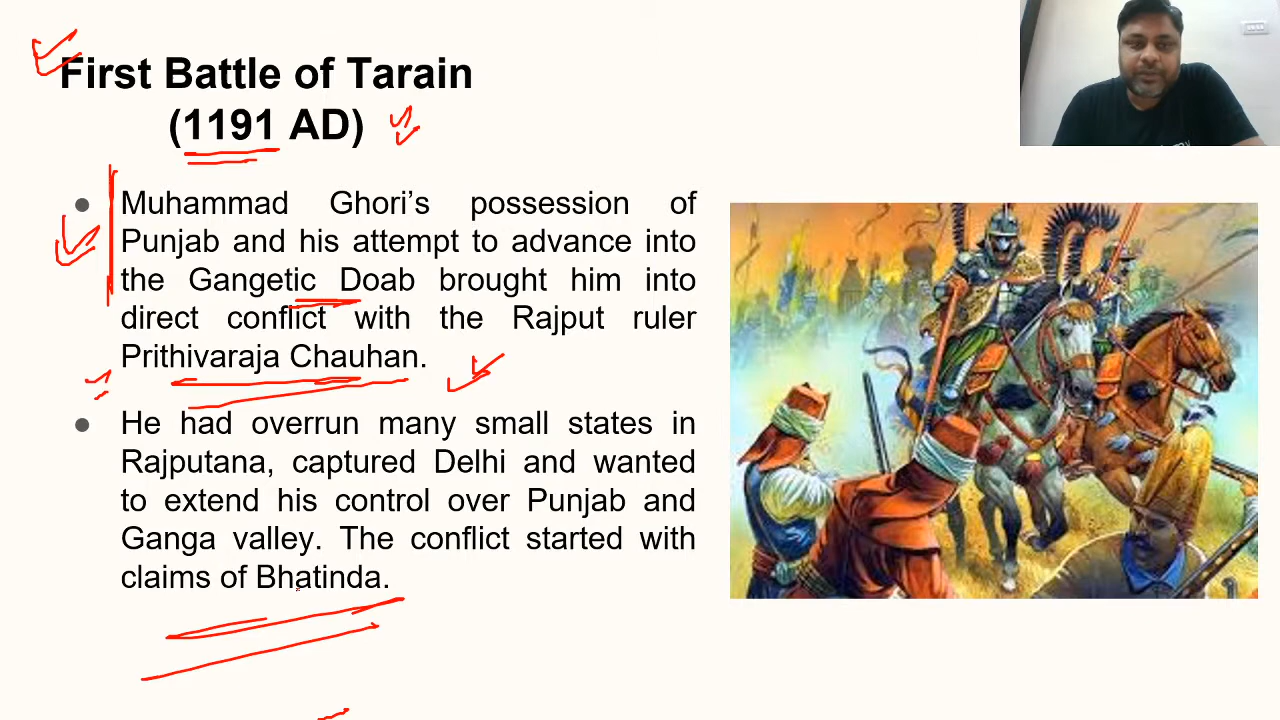 First Battle of Tarain
(1191 AD)
● Muhammad Ghori’s possession of
Punjab and his attempt to advance into
the Gangetic Doab brought him into
direct conflict with the Rajput ruler
Prithivaraja Chauhan.
● He had overrun many small states in
Rajputana, captured Delhi and wanted
to extend his control over Punjab and
Ganga valley. The conflict started with
claims of Bhatinda.